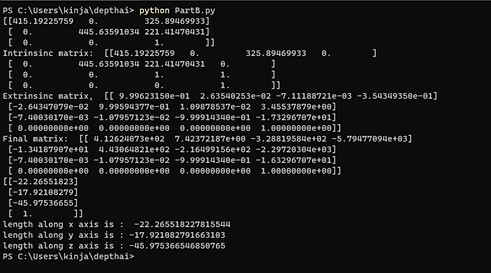 PS C:\Users\kinja\depthai> python PartB.py
[[415.19225759 0. 325.89469933]
[ 0. 445.63591034 221.41470431]
[ 0. 0. 1. ]]
Intrinsinc matrix: [[415.19225759 0. 325.89469933 0. ]
[ 0. 445.63591034 221.41470431 0. ]
[ 0. 0. 1. 1. ]
[ 0. 0. 0. 1. ]]
Extrinsinc matrix, [[ 9.99623150e-01 2.63540253e-02 -7.11188721e-03 -3.54349350e-01]
[-2.64347079e-02 9.99594377e-01 1.09878537e-02 3.45537879e+00]
[-7.40030170e-03 -1.07957123e-02 -9.99914340e-01 -1.73296707e+01]
[ 0.00000000e+00 0.00000000e+00 0.00000000e+00 1.00000000e+00]]
Final matrix: [[ 4.12624073e+02 7.42372187e+00 -3.28819584e+02 -5.79477094e+03]
[-1.34187907e+01 4.43064821e+02 -2.16499156e+02 -2.29720304e+03]
[-7.40030170e-03 -1.07957123e-02 -9.99914340e-01 -1.63296707e+01]
[ 0.00000000e+00 0.00000000e+00 0.00000000e+00 1.00000000e+00]]
[[-22.26551823]
[-17.92108279]
[-45.97536655]
[ 1. ]]
length along x axis is : -22.265518227815544
length along y axis is : -17.921082791663103
length along z axis is : -45.975366546850765
PS C:\Users\kinja\depthai>